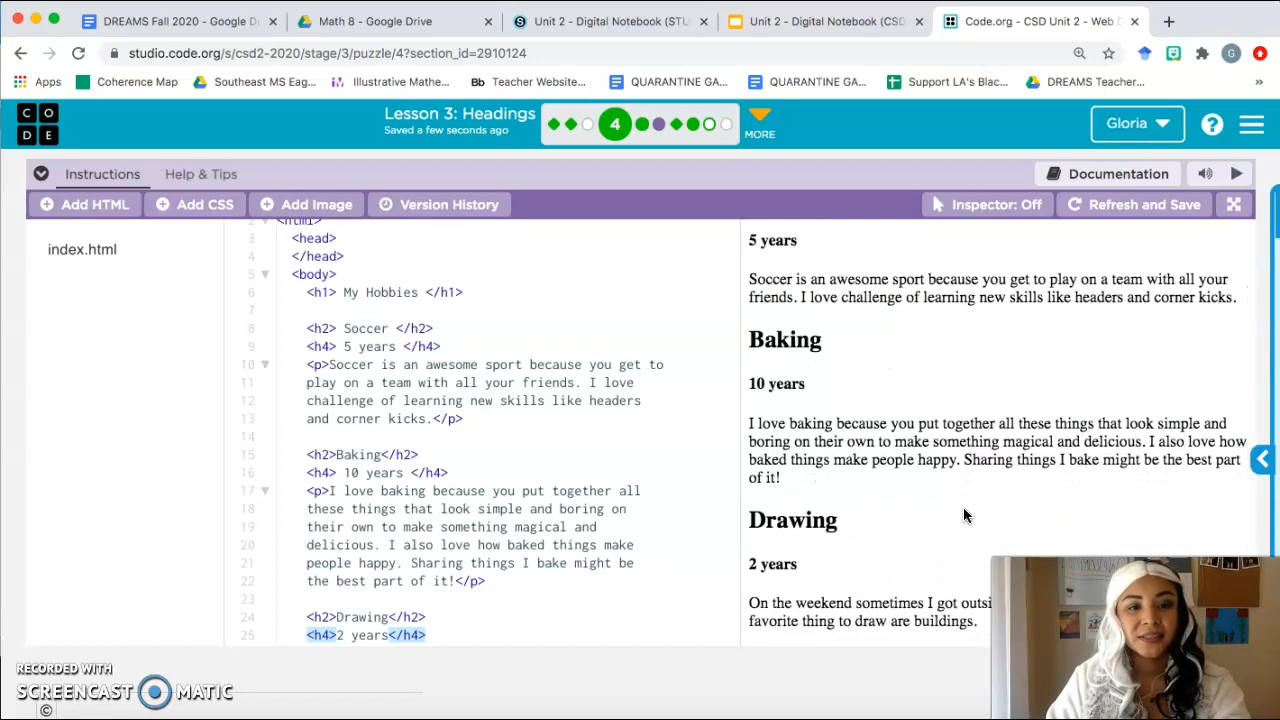 DREAMS Fall 2020 - Google D
Math 8 - Google Drive
Unit 2 - Digital Notebook (STU
Unit 2 - Digital Notebook (CSD
Code.org - CSD Unit 2 - Web D
studio.code.org/s/csd2-2020/stage/3/puzzle/4?section_id=2910124
G
Apps
Coherence Map
Southeast MS Eag...
Illustrative Mathe...
Bb Teacher Website...
QUARANTINE GA...
QUARANTINE GA...
Support LA's Blac...
DREAMS Teacher...
»
C O
D E
Lesson 3: Headings
Saved a few seconds ago
4
MORE
Gloria
?
Instructions
Help & Tips
Documentation
Add HTML
Add CSS
Add Image
Version History
Inspector: Off
Refresh and Save
index.html
2 <html>
3 <head>
4 </head>
5 <body>
6 <h1> My Hobbies </h1>
7
8 <h2> Soccer </h2>
9 <h4> 5 years </h4>
10 <p>Soccer is an awesome sport because you get to
11 play on a team with all your friends. I love
12 challenge of learning new skills like headers
13 and corner kicks.</p>
14
15 <h2>Baking</h2>
16 <h4> 10 years </h4>
17 <p>I love baking because you put together all
18 these things that look simple and boring on
19 their own to make something magical and
20 delicious. I also love how baked things make
21 people happy. Sharing things I bake might be
22 the best part of it!</p>
23
24 <h2>Drawing</h2>
25 <h4>2 years</h4>
5 years
Soccer is an awesome sport because you get to play on a team with all your
friends. I love challenge of learning new skills like headers and corner kicks.
Baking
10 years
I love baking because you put together all these things that look simple and
boring on their own to make something magical and delicious. I also love how
baked things make people happy. Sharing things I bake might be the best part
of it!
Drawing
2 years
On the weekend sometimes I got outsi
favorite thing to draw are buildings.
RECORDED WITH
SCREENCAST MATIC
©